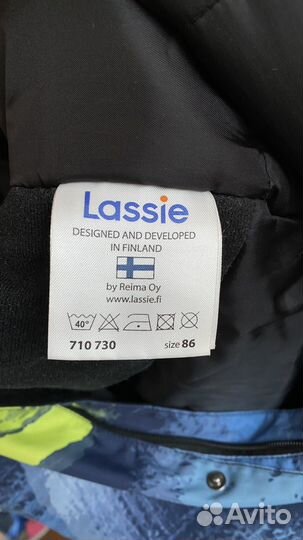 Lassie
DESIGNED AND DEVELOPED
IN FINLAND
by Reima Oy
www.lassie.fi
40°
710 730 size 86
Avito